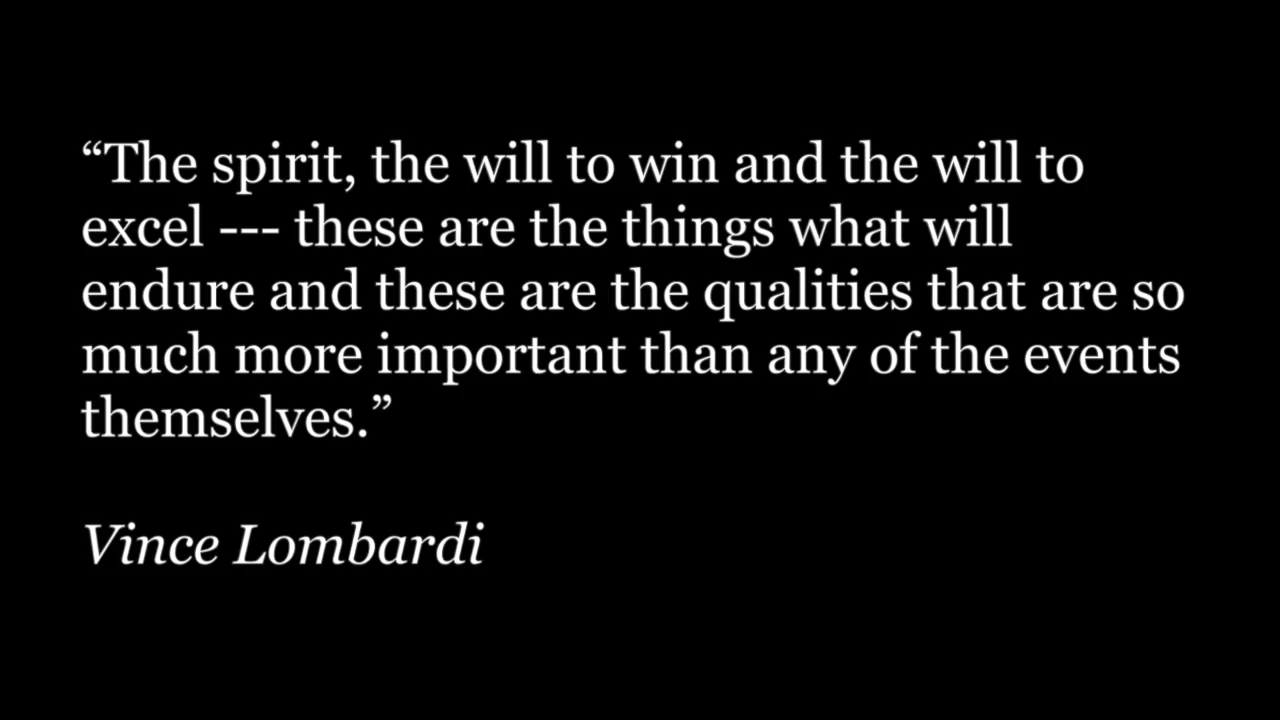 “The spirit, the will to win and the will to
excel --- these are the things what will
endure and these are the qualities that are so
much more important than any of the events
themselves.”
Vince Lombardi